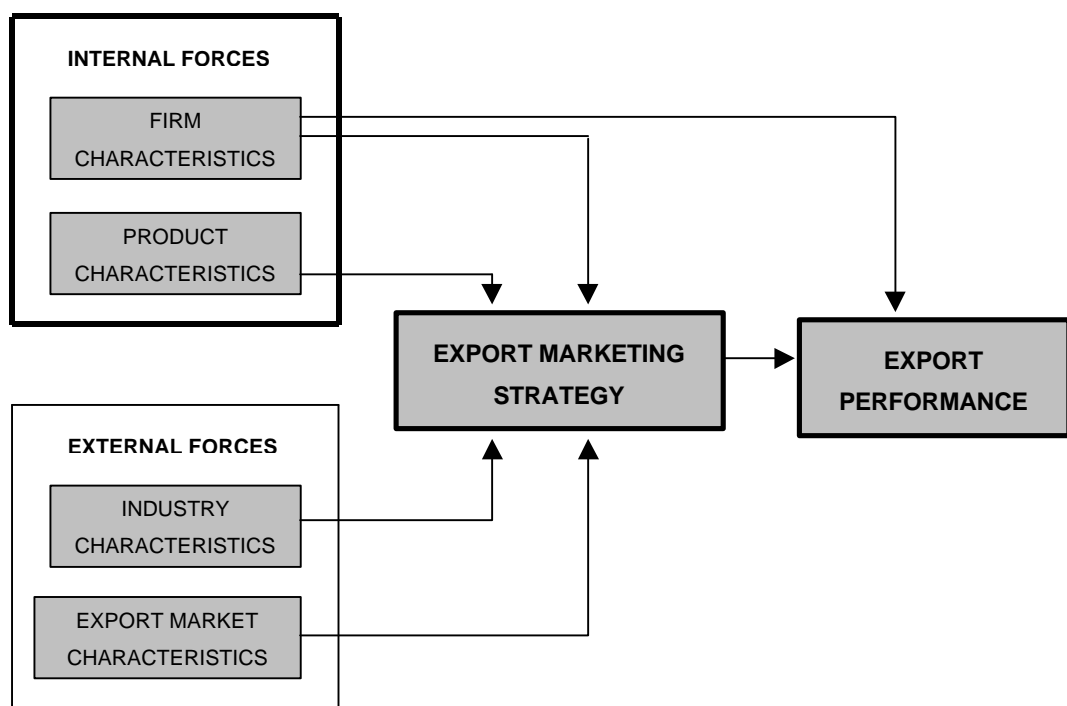 INTERNAL FORCES
FIRM
CHARACTERISTICS
PRODUCT
CHARACTERISTICS
EXPORT MARKETING
STRATEGY
EXPORT
PERFORMANCE
EXTERNAL FORCES
INDUSTRY
CHARACTERISTICS
EXPORT MARKET
CHARACTERISTICS